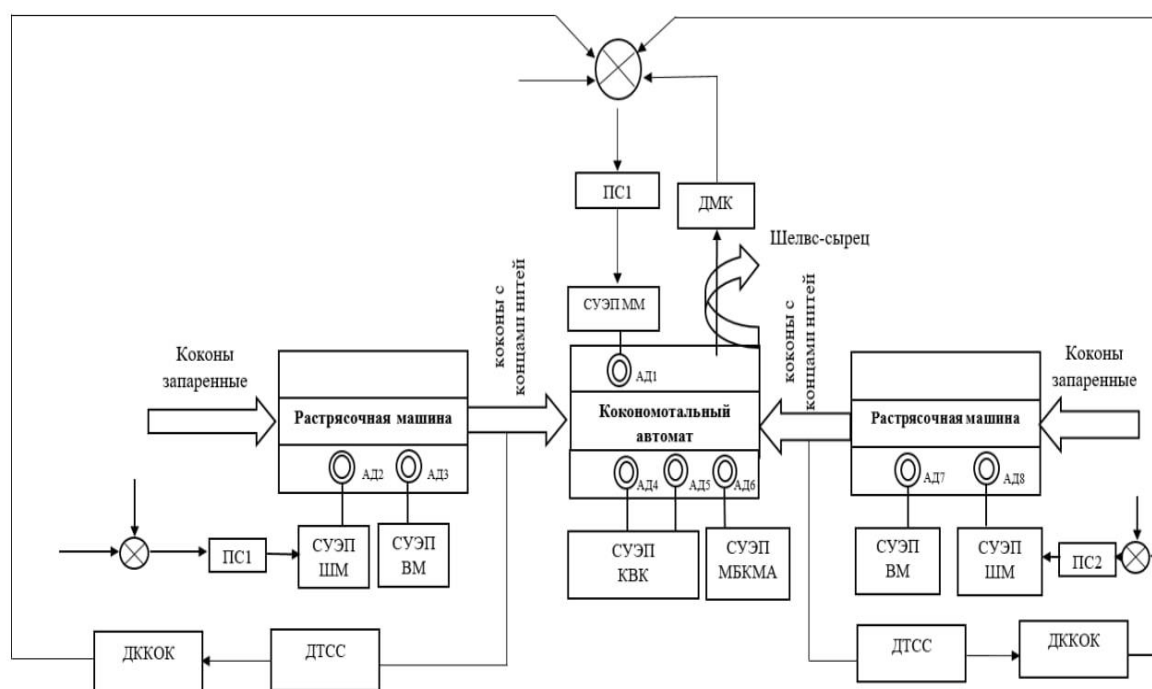 ПС1
ДМК
Шелвс-сырец
СУЭП ММ
коконы с
концами нитей
коконы с
концами нитей
Коконы
запаренные
Коконы
запаренные
АД1
Растрясочная машина
Кокономотальный
автомат
Растрясочная машина
АД2
АД3
АД4
АД5
АД6
АД7
АД8
ПС1
СУЭП
ШМ
СУЭП
ВМ
СУЭП
КВК
СУЭП
МБКМА
СУЭП
ВМ
СУЭП
ШМ
ПС2
ДККОК
ДТСС
ДТСС
ДККОК